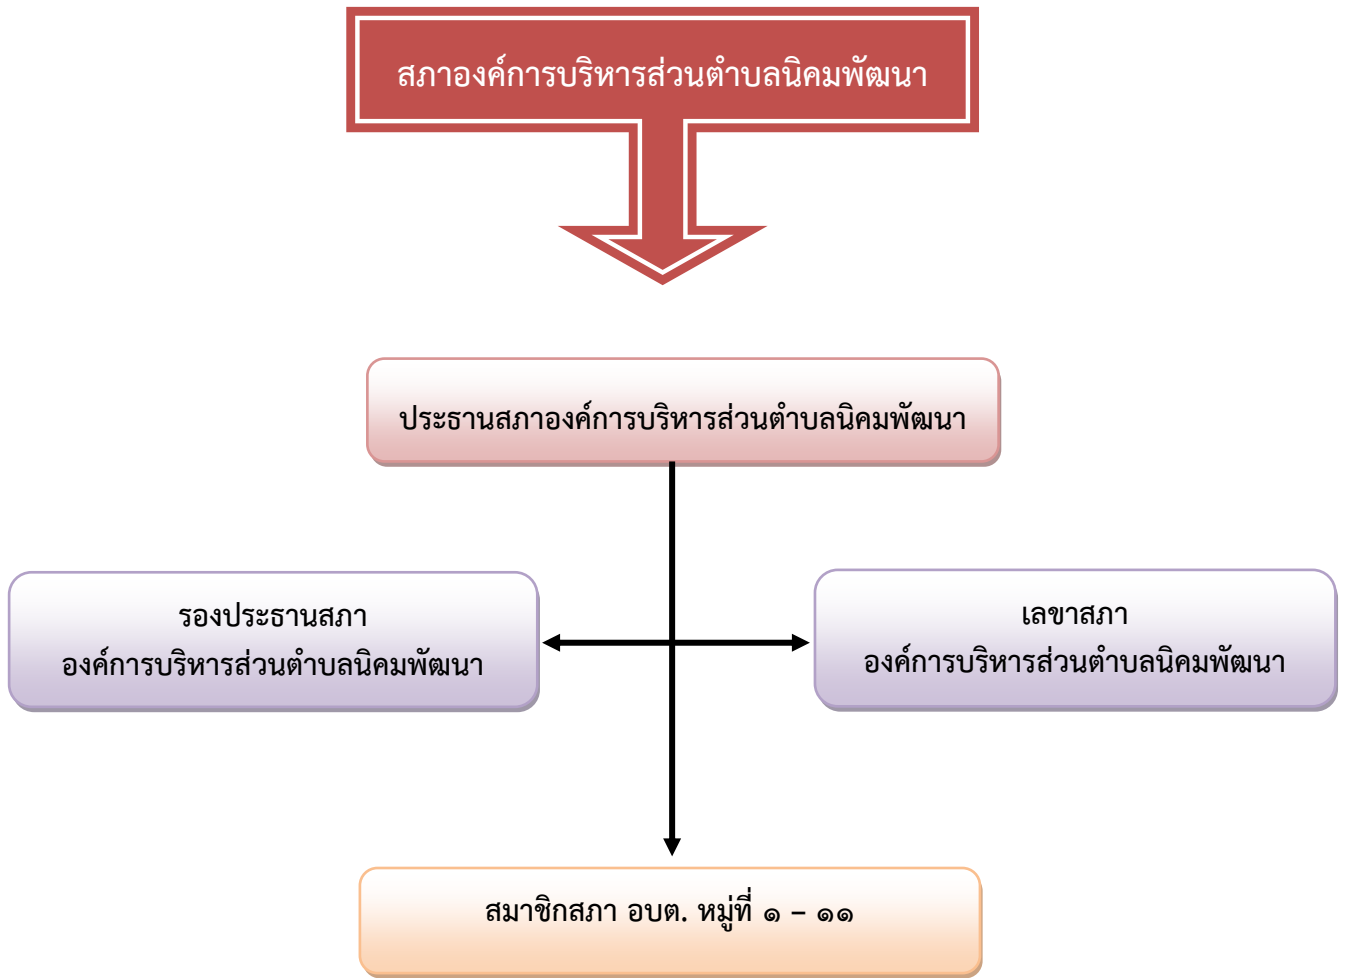 สภาองค์การบริหารส่วนตำบลนิคมพัฒนา
ประธานสภาองค์การบริหารส่วนตำบลนิคมพัฒนา
รองประธานสภา
องค์การบริหารส่วนตำบลนิคมพัฒนา
เลขาสภา
องค์การบริหารส่วนตำบลนิคมพัฒนา
สมาชิกสภา อบต. หมู่ที่ ๑ – ๑๑